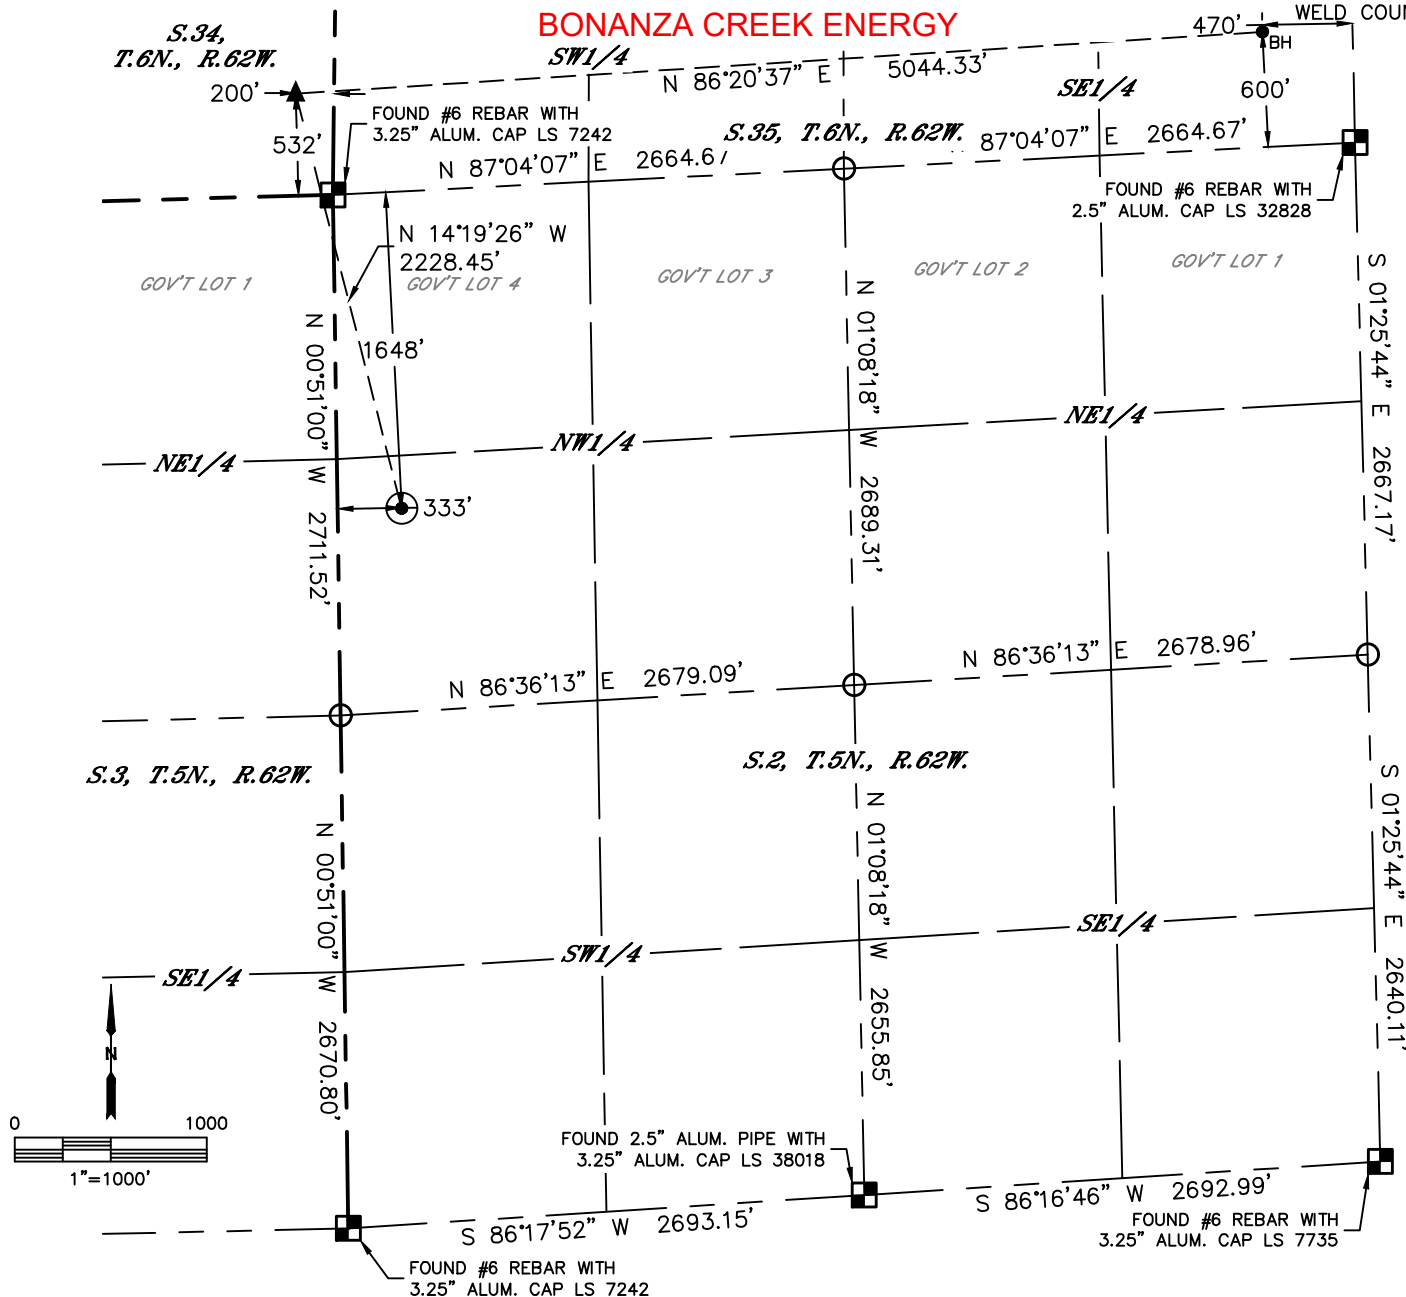 BONANZA CREEK ENERGY
WELD COUN
S.34,
T.6N., R.62W.
SW1/4
470'
BH
N 86°20'37" E 5044.33'
SE1/4
600'
200'
532'
FOUND #6 REBAR WITH
3.25" ALUM. CAP LS 7242
S.35, T.6N., R.62W.
N 87°04'07" E 2664.67
87°04'07" E 2664.67'
FOUND #6 REBAR WITH
2.5" ALUM. CAP LS 32828
N 14°19'26" W
2228.45'
GOV'T LOT 1
GOV'T LOT 4
GOV'T LOT 3
GOV'T LOT 2
GOV'T LOT 1
1648'
N 00°51'00" W 2711.52'
N 01°08'18" W 2689.31'
S 01°25'44" E 2667.17'
NE1/4
NW1/4
NE1/4
333'
N 86°36'13" E 2679.09'
N 86°36'13" E 2678.96'
S.3, T.5N., R.62W.
S.2, T.5N., R.62W.
N 00°51'00" W 2670.80'
N 01°08'18" W 2655.85'
S 01°25'44" E 2640.11'
SE1/4
SW1/4
SE1/4
N
0 1000
1"=1000'
FOUND 2.5" ALUM. PIPE WITH
3.25" ALUM. CAP LS 38018
S 86°17'52" W 2693.15'
S 86°16'46" W 2692.99'
FOUND #6 REBAR WITH
3.25" ALUM. CAP LS 7735
FOUND #6 REBAR WITH
3.25" ALUM. CAP LS 7242